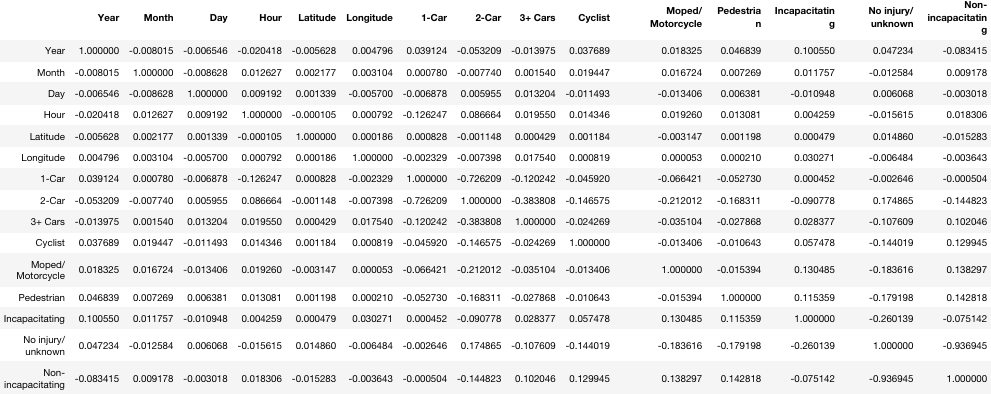 Year Month Day Hour Latitude Longitude 1-Car 2-Car 3+ Cars Cyclist Moped/ Motorcycle Pedestria n Incapacitatin g No injury/ unknown Non- incapacitatin g
Year 1.000000 -0.008015 -0.006546 -0.020418 -0.005628 0.004796 0.039124 -0.053209 -0.013975 0.037689 0.018325 0.046839 0.100550 0.047234 -0.083415
Month -0.008015 1.000000 -0.008628 0.012627 0.002177 0.003104 0.000780 -0.007740 0.001540 0.019447 0.016724 0.007269 0.011757 -0.012584 0.009178
Day -0.006546 -0.008628 1.000000 0.009192 0.001339 -0.005700 -0.006878 0.005955 0.013204 -0.011493 -0.013406 0.006381 -0.010948 0.006068 -0.003018
Hour -0.020418 0.012627 0.009192 1.000000 -0.000105 0.000792 -0.126247 0.086664 0.019550 0.014346 0.019260 0.013081 0.004259 -0.015615 0.018306
Latitude -0.005628 0.002177 0.001339 -0.000105 1.000000 0.000186 0.000828 -0.001148 0.000429 0.001184 -0.003147 0.001198 0.000479 0.014860 -0.015283
Longitude 0.004796 0.003104 -0.005700 0.000792 0.000186 1.000000 -0.002329 -0.007398 0.017540 0.000819 0.000053 0.000210 0.030271 -0.006484 -0.003643
1-Car 0.039124 0.000780 -0.006878 -0.126247 0.000828 -0.002329 1.000000 -0.726209 -0.120242 -0.045920 -0.066421 -0.052730 0.000452 -0.002646 -0.000504
2-Car -0.053209 -0.007740 0.005955 0.086664 -0.001148 -0.007398 -0.726209 1.000000 -0.383808 -0.146575 -0.212012 -0.168311 -0.090778 0.174865 -0.144823
3+ Cars -0.013975 0.001540 0.013204 0.019550 0.000429 0.017540 -0.120242 -0.383808 1.000000 -0.024269 -0.035104 -0.027868 0.028377 -0.107609 0.102046
Cyclist 0.037689 0.019447 -0.011493 0.014346 0.001184 0.000819 -0.045920 -0.146575 -0.024269 1.000000 -0.013406 -0.010643 0.057478 -0.144019 0.129945
Moped/ Motorcycle 0.018325 0.016724 -0.013406 0.019260 -0.003147 0.000053 -0.066421 -0.212012 -0.035104 -0.013406 1.000000 -0.015394 0.130485 -0.183616 0.138297
Pedestrian 0.046839 0.007269 0.006381 0.013081 0.001198 0.000210 -0.052730 -0.168311 -0.027868 -0.010643 -0.015394 1.000000 0.115359 -0.179198 0.142818
Incapacitating 0.100550 0.011757 -0.010948 0.004259 0.000479 0.030271 0.000452 -0.090778 0.028377 0.057478 0.130485 0.115359 1.000000 -0.260139 -0.075142
No injury/ unknown 0.047234 -0.012584 0.006068 -0.015615 0.014860 -0.006484 -0.002646 0.174865 -0.107609 -0.144019 -0.183616 -0.179198 -0.260139 1.000000 -0.936945
Non- incapacitating -0.083415 0.009178 -0.003018 0.018306 -0.015283 -0.003643 -0.000504 -0.144823 0.102046 0.129945 0.138297 0.142818 -0.075142 -0.936945 1.000000